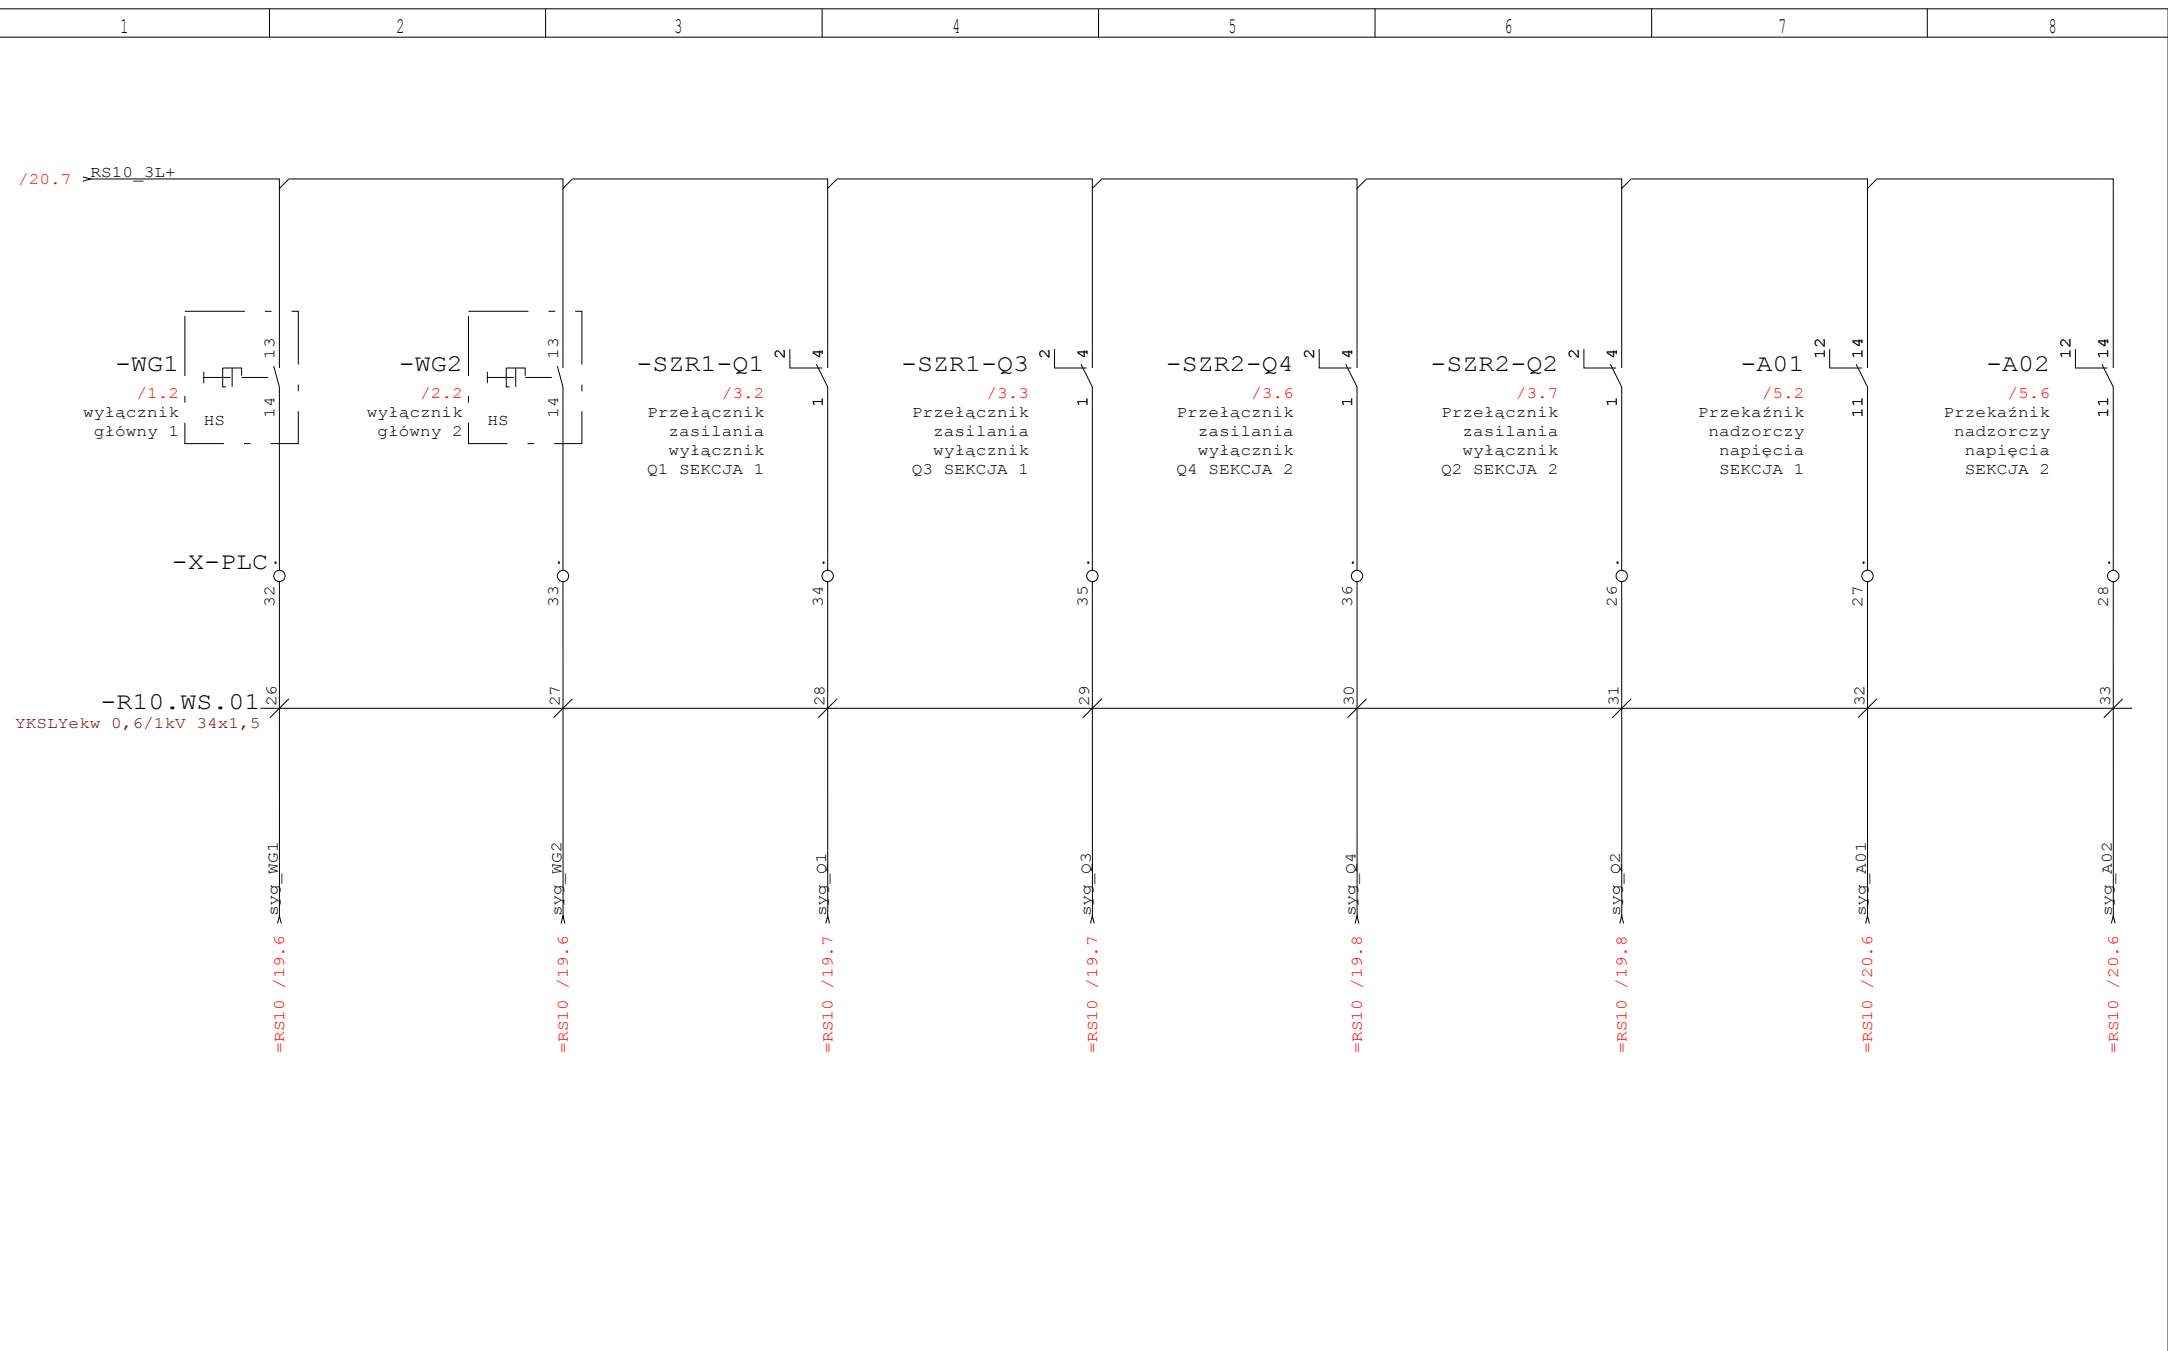 1 2 3 4 5 6 7 8
/20.7 RS10_3L+
-WG1
/1.2
wyłącznik
główny 1
HS
13
14
-WG2
/2.2
wyłącznik
główny 2
HS
13
14
-SZR1-Q1
/3.2
Przełącznik
zasilania
wyłącznik
Q1 SEKCJA 1
2 4
1
-SZR1-Q3
/3.3
Przełącznik
zasilania
wyłącznik
Q3 SEKCJA 1
2 4
1
-SZR2-Q4
/3.6
Przełącznik
zasilania
wyłącznik
Q4 SEKCJA 2
2 4
1
-SZR2-Q2
/3.7
Przełącznik
zasilania
wyłącznik
Q2 SEKCJA 2
2 4
1
-A01
/5.2
Przekaźnik
nadzorczy
napięcia
SEKCJA 1
12 14
11
-A02
/5.6
Przekaźnik
nadzorczy
napięcia
SEKCJA 2
12 14
11
-X-PLC
32 33 34 35 36 26 27 28
-R10.WS.01
YKSLYekw 0,6/1kV 34x1,5
26 27 28 29 30 31 32 33
syg_WG1
syg_WG2
syg_Q1
syg_Q3
syg_Q4
syg_Q2
syg_A01
syg_A02
=RS10 /19.6
=RS10 /19.6
=RS10 /19.7
=RS10 /19.7
=RS10 /19.8
=RS10 /19.8
=RS10 /20.6
=RS10 /20.6